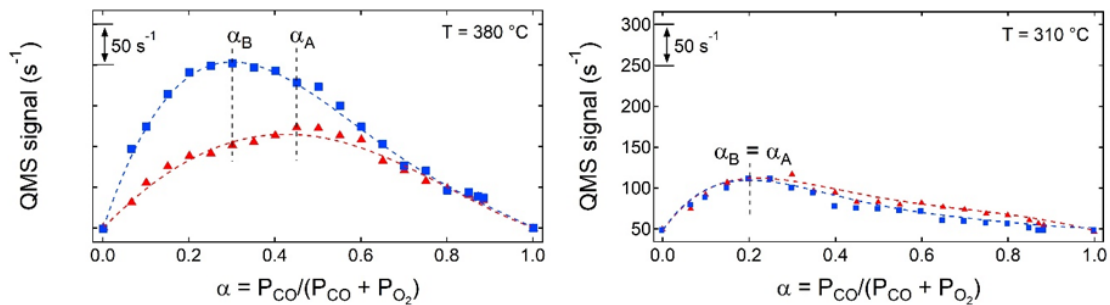 QMS signal (s⁻¹)
50 s⁻¹
α_B
α_A
T = 380 °C
0.0 0.2 0.4 0.6 0.8 1.0
α = P_CO/(P_CO + P_O₂)
QMS signal (s⁻¹)
300
250
200
150
100
50
50 s⁻¹
T = 310 °C
α_B = α_A
0.0 0.2 0.4 0.6 0.8 1.0
α = P_CO/(P_CO + P_O₂)